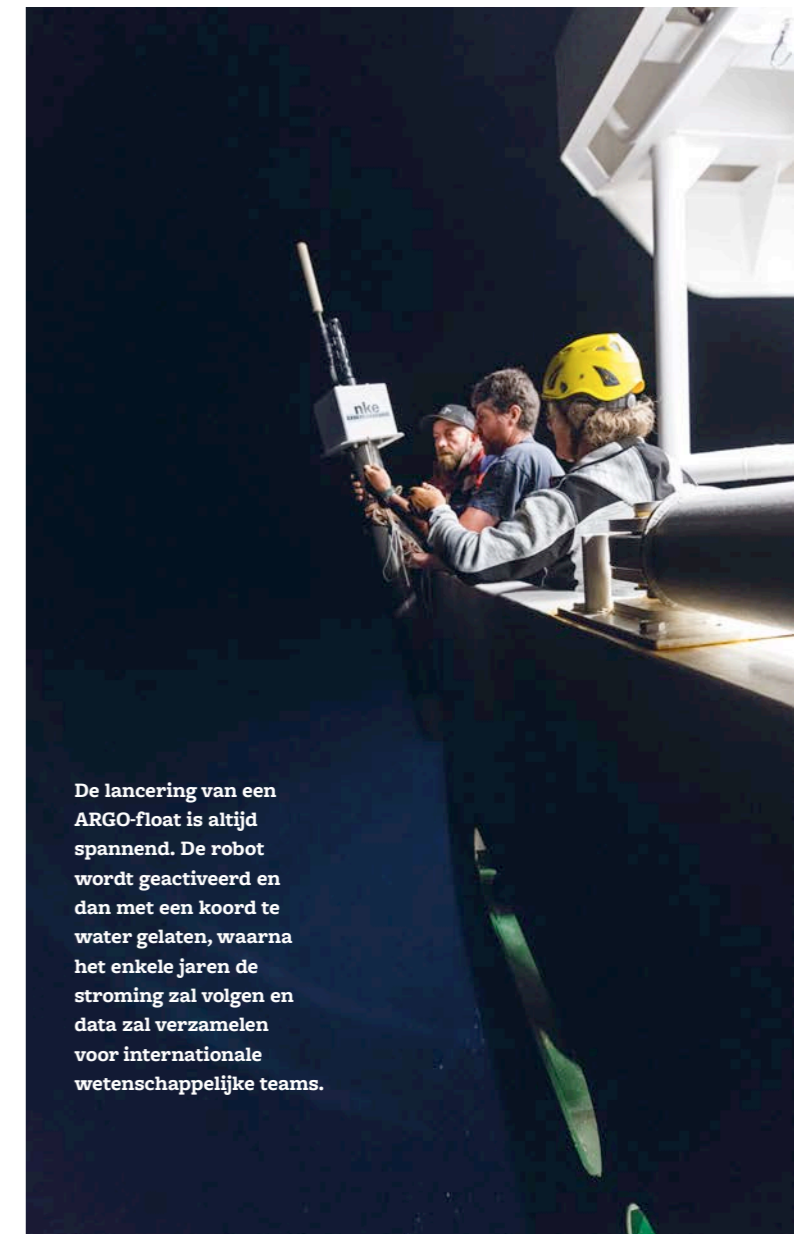 nke
De lancering van een
ARGO-float is altijd
spannend. De robot
wordt geactiveerd en
dan met een koord te
water gelaten, waarna
het enkele jaren de
stroming zal volgen en
data zal verzamelen
voor internationale
wetenschappelijke teams.